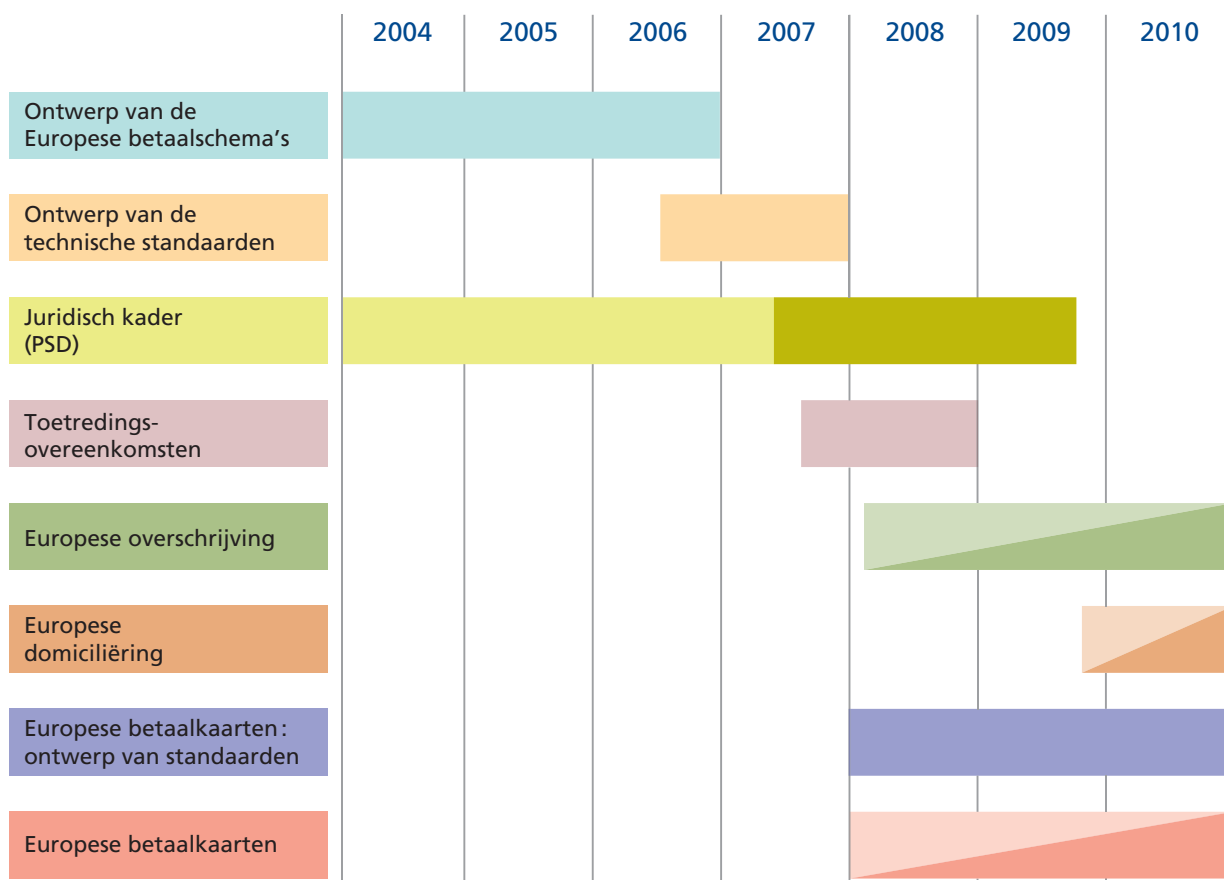 2004 2005 2006 2007 2008 2009 2010
Ontwerp van de
Europese betaalschema's
Ontwerp van de
technische standaarden
Juridisch kader
(PSD)
Toetredings-
overeenkomsten
Europese overschrijving
Europese
domiciliëring
Europese betaalkaarten :
ontwerp van standaarden
Europese betaalkaarten